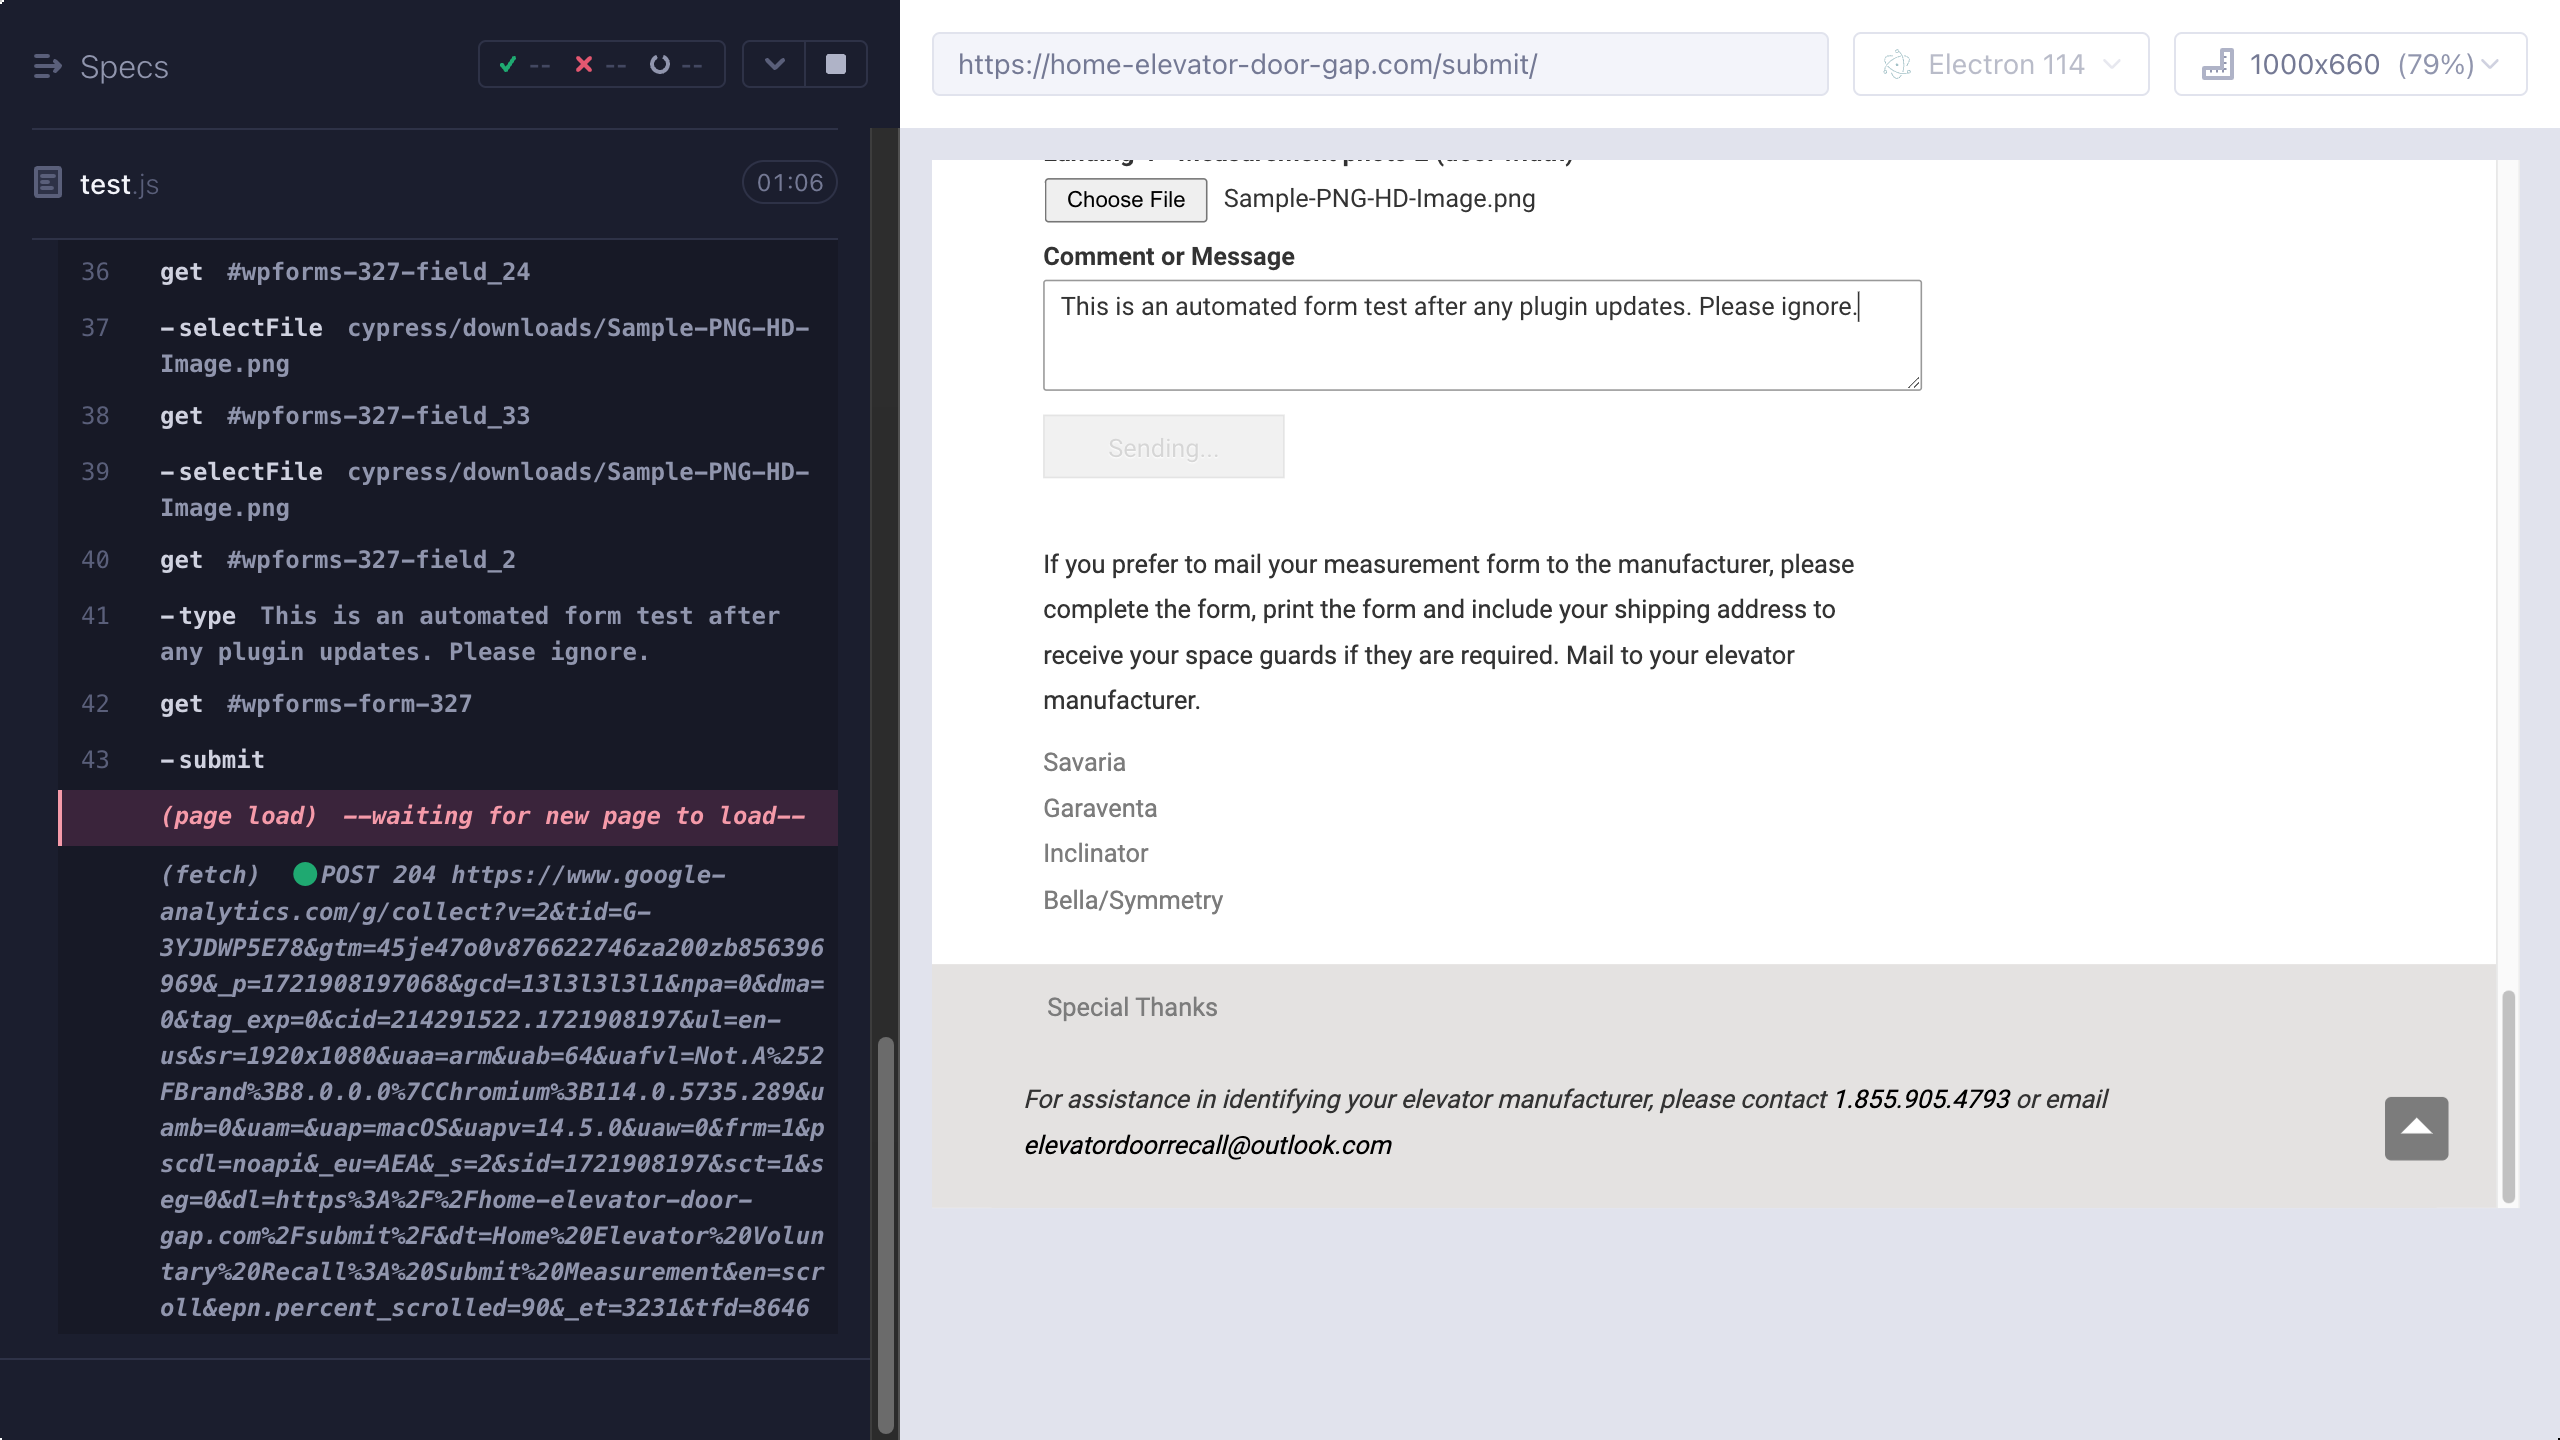 Specs
--
--
--
https://home-elevator-door-gap.com/submit/
Electron 114
1000x660 (79%)
test.js
01:06
36 get #wpforms-327-field_24
37 -selectFile cypress/downloads/Sample-PNG-HD-
Image.png
38 get #wpforms-327-field_33
39 -selectFile cypress/downloads/Sample-PNG-HD-
Image.png
40 get #wpforms-327-field_2
41 -type This is an automated form test after
any plugin updates. Please ignore.
42 get #wpforms-form-327
43 -submit
(page load) --waiting for new page to load--
(fetch) POST 204 https://www.google-
analytics.com/g/collect?v=2&tid=G-
3YJDWP5E78&gtm=45je47o0v876622746za200zb856396
969&_p=1721908197068&gcd=13l3l3l3l1&npa=0&dma=
0&tag_exp=0&cid=214291522.1721908197&ul=en-
us&sr=1920x1080&uaa=arm&uab=64&uafvl=Not.A%252
FBrand%3B8.0.0.0%7CChromium%3B114.0.5735.289&u
amb=0&uam=&uap=macOS&uapv=14.5.0&uaw=0&frm=1&p
scdl=noapi&_eu=AEA&_s=2&sid=1721908197&sct=1&s
eg=0&dl=https%3A%2F%2Fhome-elevator-door-
gap.com%2Fsubmit%2F&dt=Home%20Elevator%20Volun
tary%20Recall%3A%20Submit%20Measurement&en=scr
oll&epn.percent_scrolled=90&_et=3231&tfd=8646
Choose File Sample-PNG-HD-Image.png
Comment or Message
This is an automated form test after any plugin updates. Please ignore.
Sending...
If you prefer to mail your measurement form to the manufacturer, please
complete the form, print the form and include your shipping address to
receive your space guards if they are required. Mail to your elevator
manufacturer.
Savaria
Garaventa
Inclinator
Bella/Symmetry
Special Thanks
For assistance in identifying your elevator manufacturer, please contact 1.855.905.4793 or email
elevatordoorrecall@outlook.com